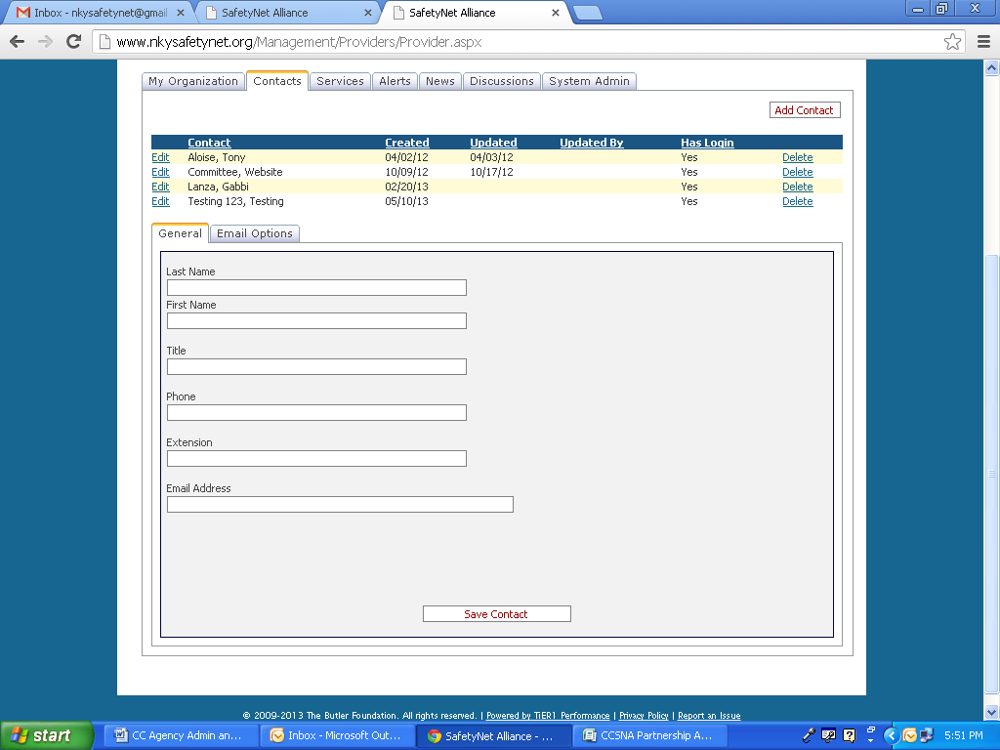 Inbox - nkysafetynet@gmail × SafetyNet Alliance × SafetyNet Alliance ×
www.nkysafetynet.org/Management/Providers/Provider.aspx
My Organization Contacts Services Alerts News Discussions System Admin
Add Contact
Contact Created Updated Updated By Has Login
Edit Aloise, Tony 04/02/12 04/03/12 Yes Delete
Edit Committee, Website 10/09/12 10/17/12 Yes Delete
Edit Lanza, Gabbi 02/20/13 Yes Delete
Edit Testing 123, Testing 05/10/13 Yes Delete
General Email Options
Last Name
First Name
Title
Phone
Extension
Email Address
Save Contact
© 2009-2013 The Butler Foundation. All rights reserved. | Powered by TIER1 Performance | Privacy Policy | Report an Issue
start CC Agency Admin an... Inbox - Microsoft Out... SafetyNet Alliance - ... CCSNA Partnership A... 5:51 PM